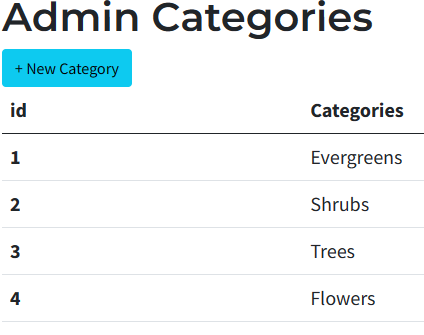 Admin Categories
+ New Category
id Categories
1 Evergreens
2 Shrubs
3 Trees
4 Flowers